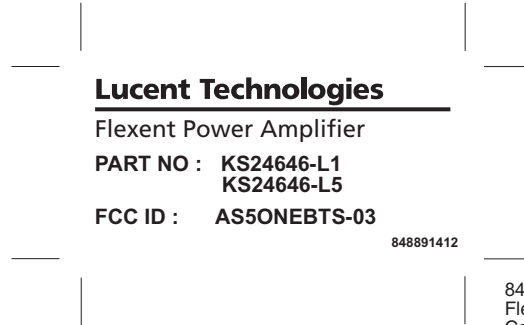 Lucent Technologies
Flexent Power Amplifier
PART NO : KS24646-L1
KS24646-L5
FCC ID : AS5ONEBTS-03
848891412
84